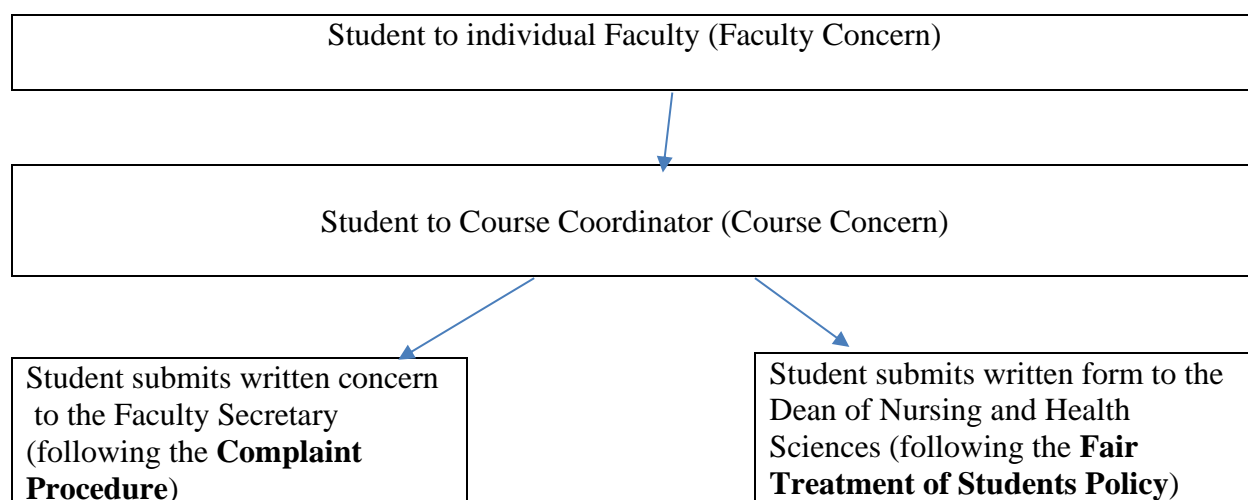 Student to individual Faculty (Faculty Concern)
Student to Course Coordinator (Course Concern)
Student submits written concern
to the Faculty Secretary
(following the Complaint
Procedure)
Student submits written form to the
Dean of Nursing and Health
Sciences (following the Fair
Treatment of Students Policy)